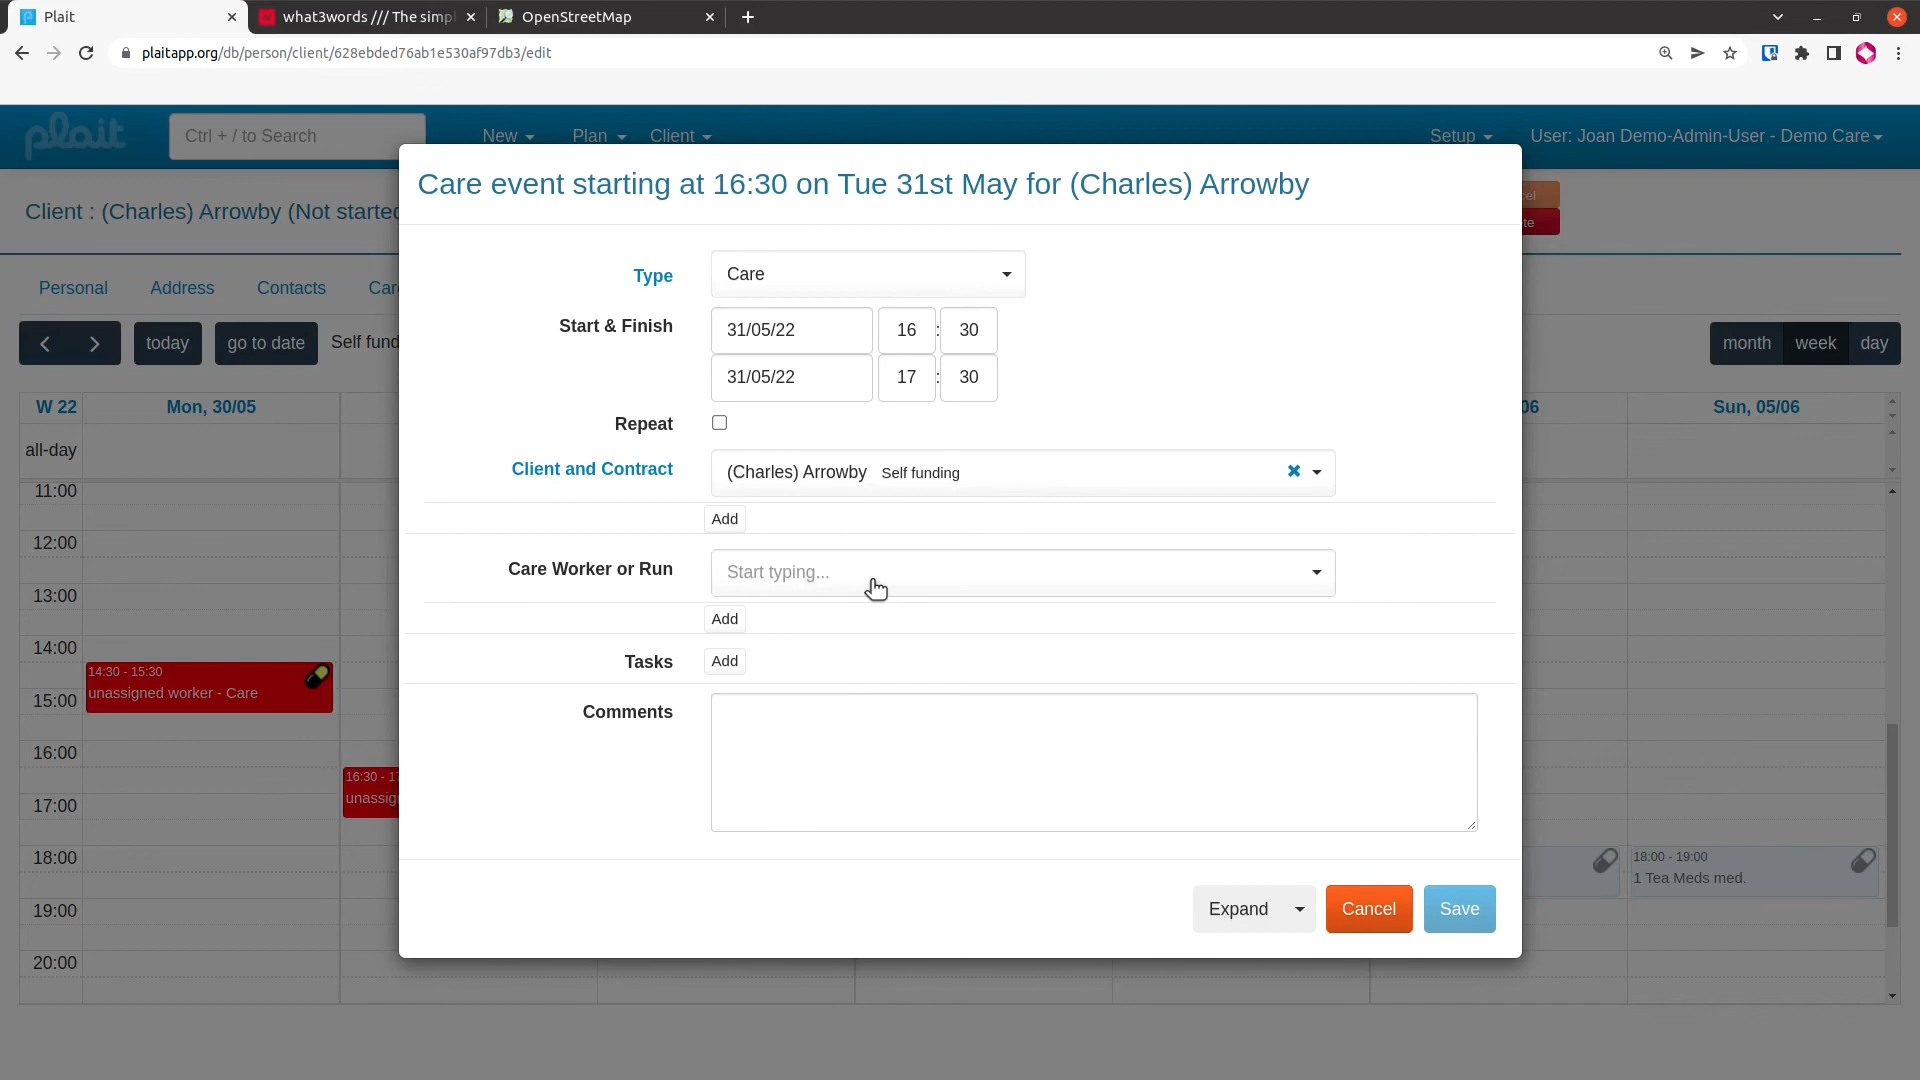 Plait
what3words /// The simpl
OpenStreetMap
plaitapp.org/db/person/client/628ebded76ab1e530af97db3/edit
plait
Ctrl + / to Search
New
Plan
Client
Setup
User: Joan Demo-Admin-User - Demo Care
Care event starting at 16:30 on Tue 31st May for (Charles) Arrowby
Client : (Charles) Arrowby (Not started
Personal
Address
Contacts
today
go to date
month
week
day
W 22
Mon, 30/05
Sun, 05/06
all-day
11:00
12:00
13:00
14:00
15:00
16:00
17:00
18:00
19:00
20:00
14:30 - 15:30
unassigned worker - Care
16:30 - 17
18:00 - 19:00
1 Tea Meds med.
Type
Care
Start & Finish
31/05/22 16 : 30
31/05/22 17 : 30
Repeat
Client and Contract
(Charles) Arrowby Self funding
Add
Care Worker or Run
Start typing...
Add
Tasks
Add
Comments
Expand
Cancel
Save